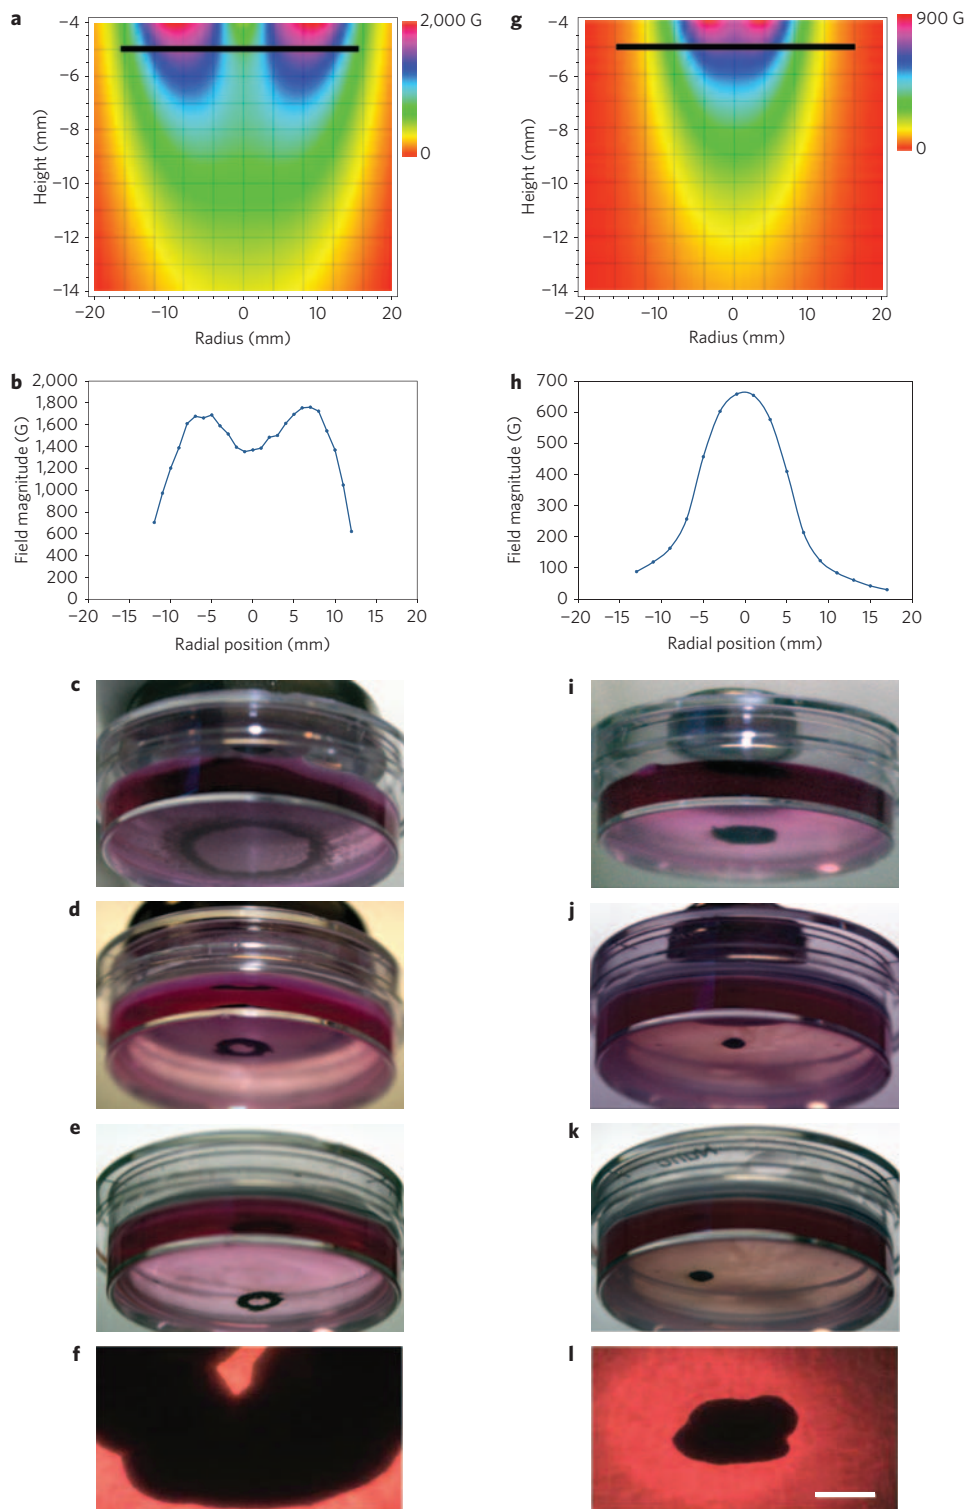 a
−4
−6
−8
−10
−12
−14
Height (mm)
−20
−10
0
10
20
Radius (mm)
2,000 G
0
g
−4
−6
−8
−10
−12
−14
Height (mm)
−20
−10
0
10
20
Radius (mm)
900 G
0
b
2,000
1,800
1,600
1,400
1,200
1,000
800
600
400
200
0
Field magnitude (G)
−20
−15
−10
−5
0
5
10
15
20
Radial position (mm)
h
700
600
500
400
300
200
100
0
Field magnitude (G)
−20
−15
−10
−5
0
5
10
15
20
Radial position (mm)
c
i
d
j
e
k
f
l